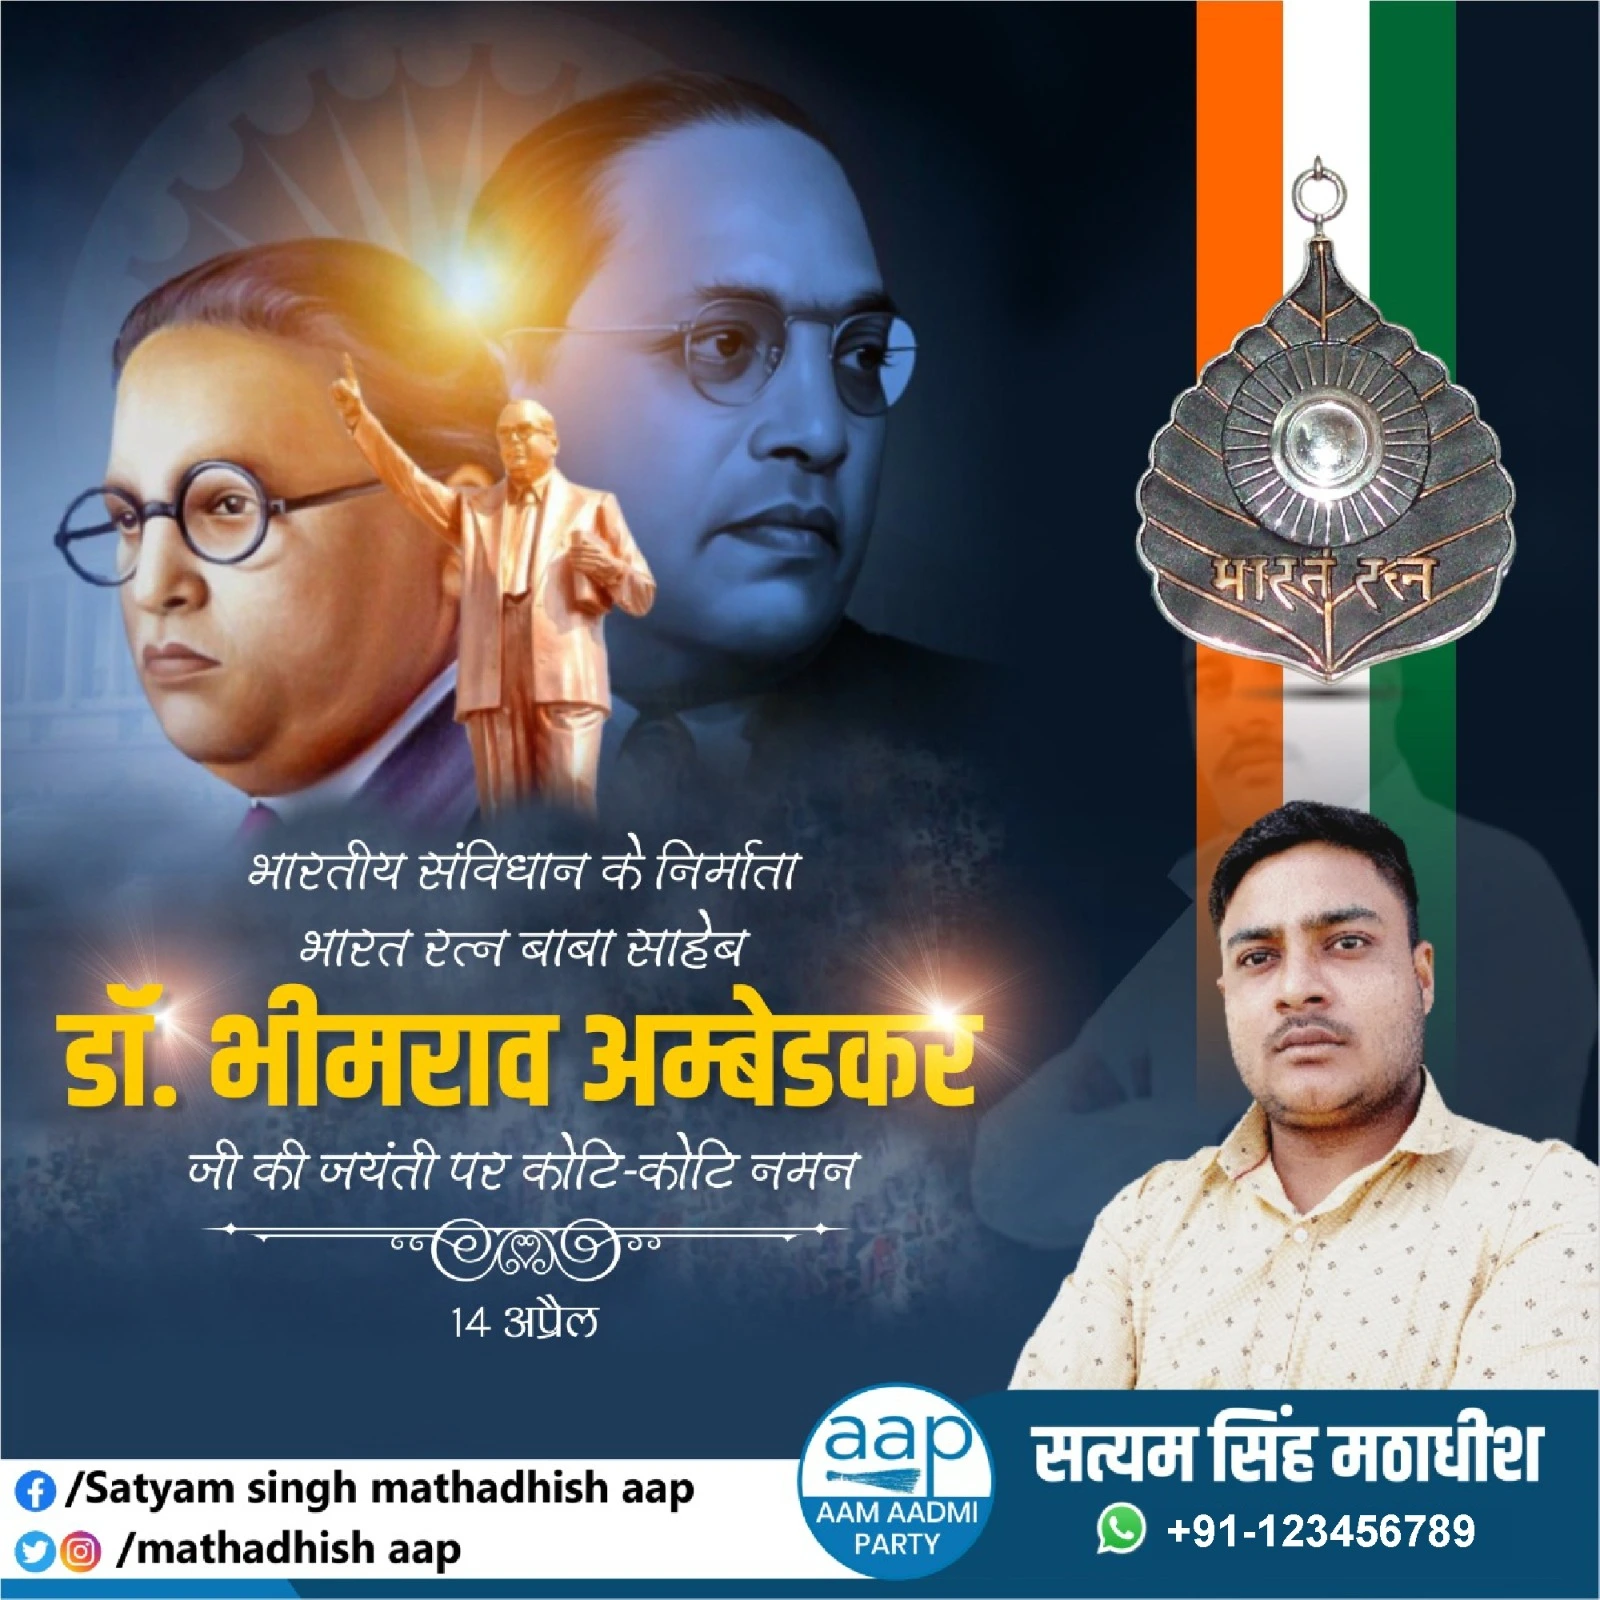 भारत रत्न
भारतीय संविधान के निर्माता
भारत रत्न बाबा साहेब
डॉ. भीमराव अम्बेडकर
जी की जयंती पर कोटि-कोटि नमन
14 अप्रैल
/Satyam singh mathadhish aap
/mathadhish aap
aap
AAM AADMI
PARTY
सत्यम सिंह मठाधीश
+91-123456789